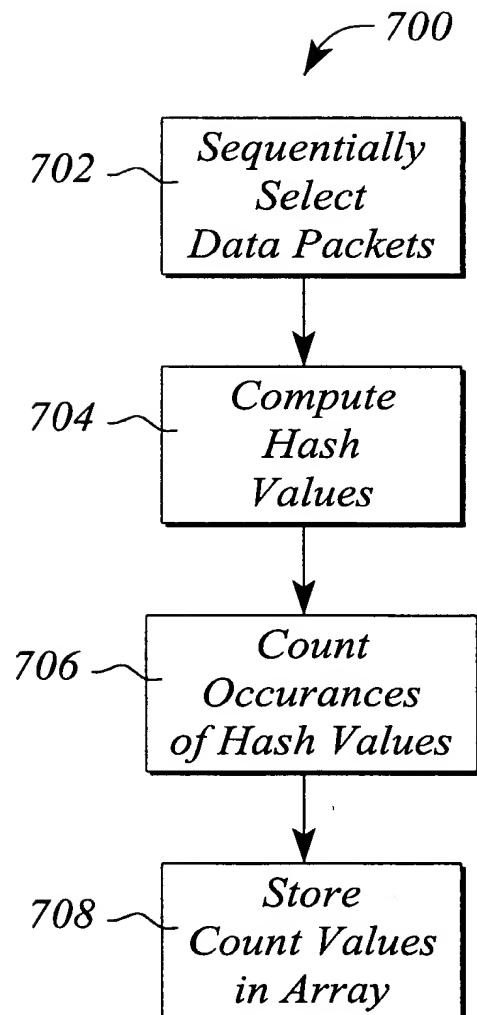 700
702
Sequentially
Select
Data Packets
704
Compute
Hash
Values
706
Count
Occurances
of Hash Values
708
Store
Count Values
in Array